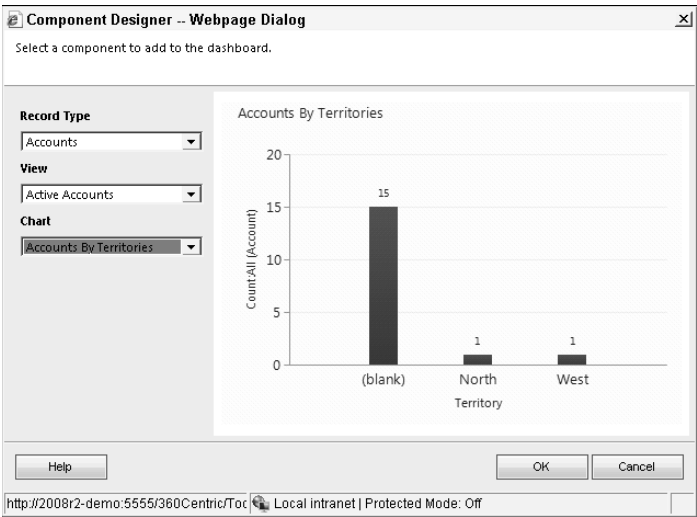 Component Designer -- Webpage Dialog
Select a component to add to the dashboard.
Record Type
Accounts
View
Active Accounts
Chart
Accounts By Territories
Accounts By Territories
20
15
10
5
0
Count:All (Account)
15
1
1
(blank)
North
West
Territory
Help
OK
Cancel
http://2008r2-demo:5555/360Centric/Too
Local intranet | Protected Mode: Off